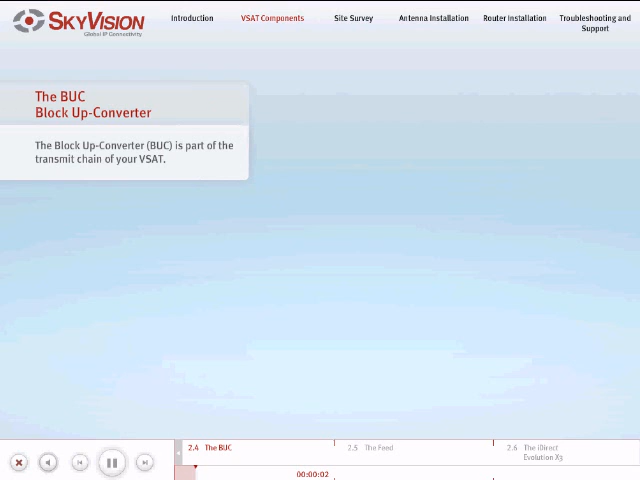 SKYVISION
Global IP Connectivity
Introduction
VSAT Components
Site Survey
Antenna Installation
Router Installation
Troubleshooting and
Support
The BUC
Block Up-Converter
The Block Up-Converter (BUC) is part of the
transmit chain of your VSAT.
2.4 The BUC
2.5 The Feed
2.6 The iDirect
Evolution X3
00:00:02